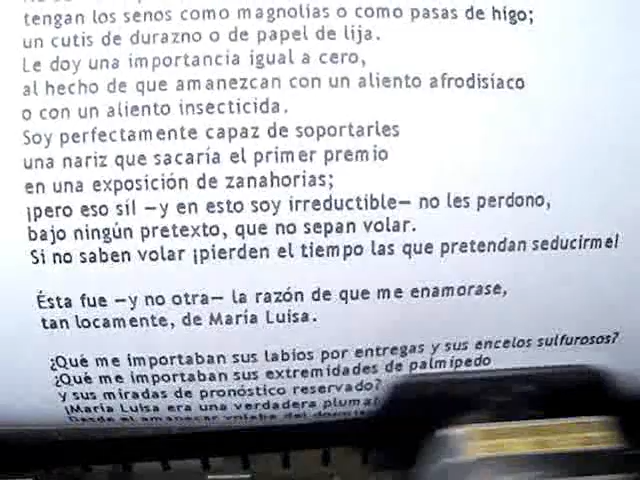 tengan los senos como magnolias o como pasas de higo;
un cutis de durazno o de papel de lija.
Le doy una importancia igual a cero,
al hecho de que amanezcan con un aliento afrodisíaco
o con un aliento insecticida.
Soy perfectamente capaz de soportarles
una nariz que sacaría el primer premio
en una exposición de zanahorias;
¡pero eso sí! —y en esto soy irreductible— no les perdono,
bajo ningún pretexto, que no sepan volar.
Si no saben volar ¡pierden el tiempo las que pretendan seducirme!
Ésta fue —y no otra— la razón de que me enamorase,
tan locamente, de María Luisa.
¿Qué me importaban sus labios por entregas y sus encelos sulfurosos?
¿Qué me importaban sus extremidades de palmípedo
y sus miradas de pronóstico reservado?
¡María Luisa era una verdadera pluma!
Desde el amanecer volaba del